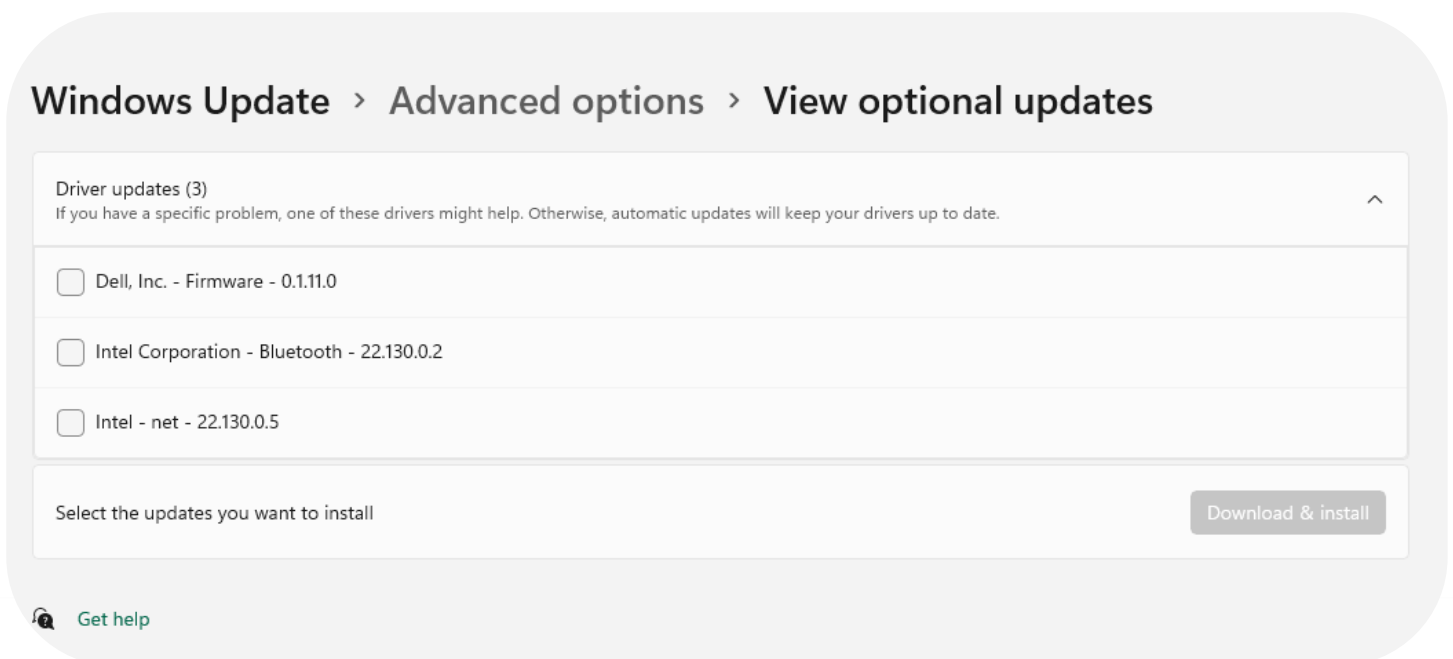 Windows Update > Advanced options > View optional updates
Driver updates (3)
If you have a specific problem, one of these drivers might help. Otherwise, automatic updates will keep your drivers up to date.
Dell, Inc. - Firmware - 0.1.11.0
Intel Corporation - Bluetooth - 22.130.0.2
Intel - net - 22.130.0.5
Select the updates you want to install
Download & install
Get help